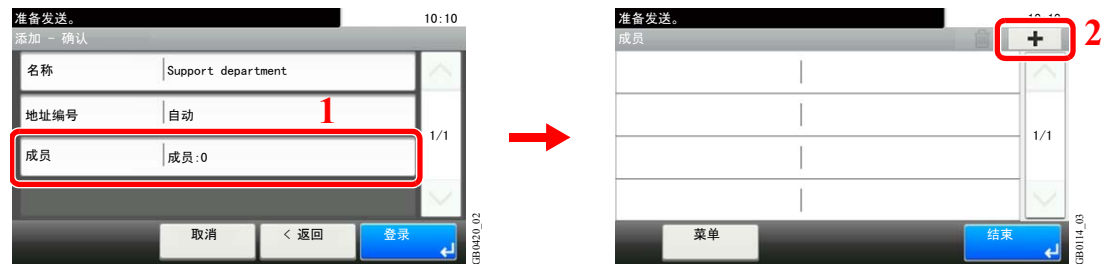 准备发送。 10:10
添加 - 确认
名称 Support department
地址编号 自动
1
成员 成员:0
1/1
取消 < 返回 登录
GB0420_02
准备发送。 10:10
成员 + 2
1/1
菜单 结束
GB0114_03